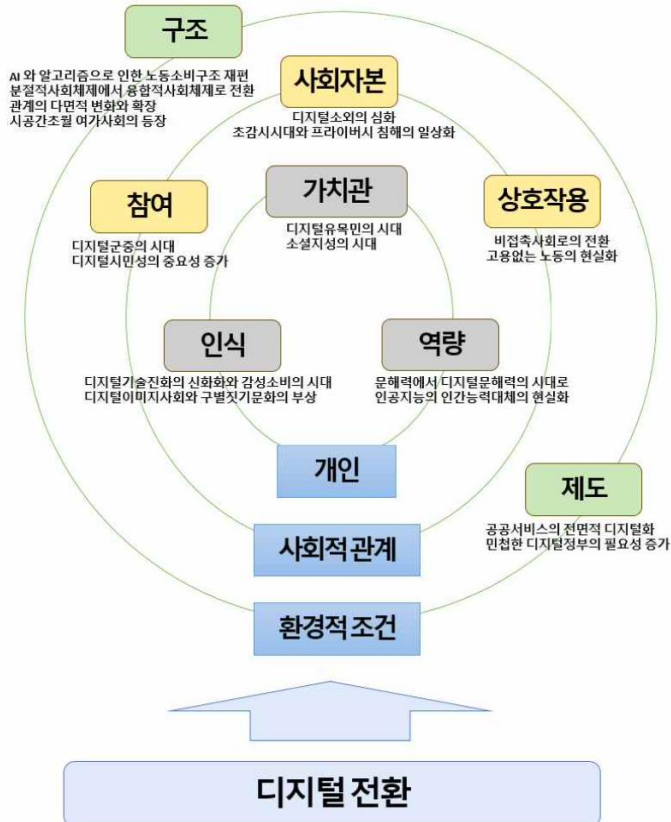 구조
AI 와 알고리즘으로 인한 노동소비구조 재편
분절적사회체제에서 융합적사회체제로 전환
관계의 다면적 변화와 확장
시공간초월 여가사회의 등장
사회자본
디지털소외의 심화
초감시시대와 프라이버시 침해의 일상화
참여
디지털군중의 시대
디지털시민성의 중요성 증가
가치관
디지털유목민의 시대
소셜지성의 시대
상호작용
비접촉사회로의 전환
고용없는 노동의 현실화
인식
디지털기술진화의 신화화와 감성소비의 시대
디지털이미지사회와 구별짓기문화의 부상
역량
문해력에서 디지털문해력의 시대로
인공지능의 인간능력대체의 현실화
개인
제도
공공서비스의 전면적 디지털화
민첩한 디지털정부의 필요성 증가
사회적 관계
환경적 조건
디지털 전환